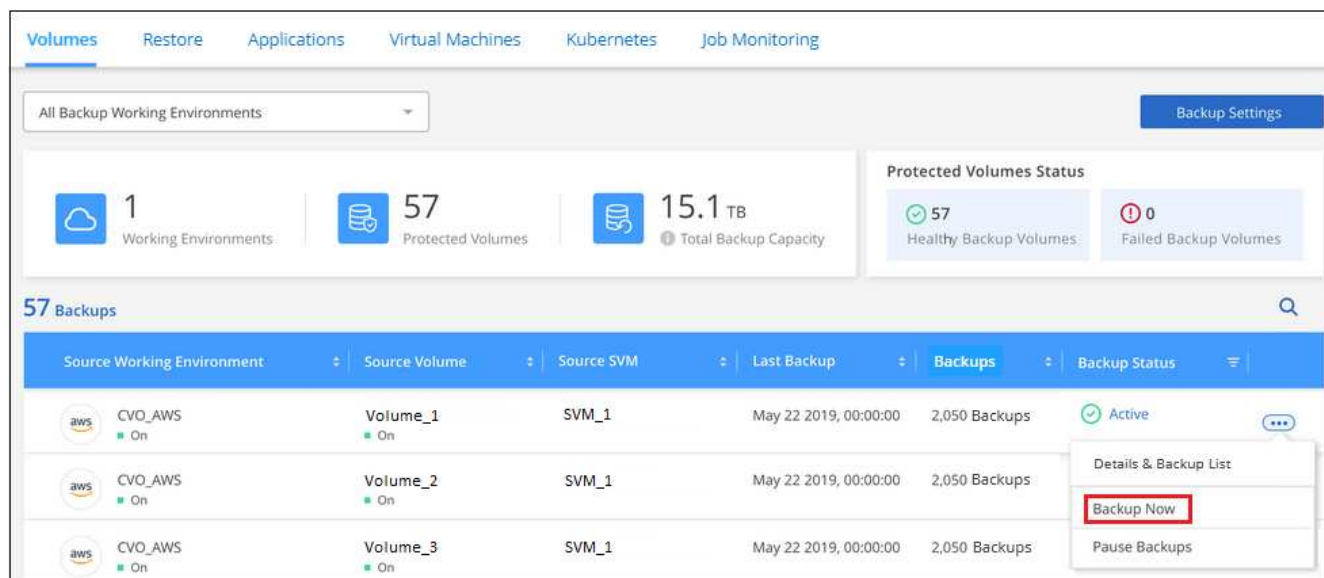 Volumes Restore Applications Virtual Machines Kubernetes Job Monitoring
All Backup Working Environments
Backup Settings
1
Working Environments
57
Protected Volumes
15.1 TB
Total Backup Capacity
Protected Volumes Status
57
Healthy Backup Volumes
0
Failed Backup Volumes
57 Backups
Source Working Environment Source Volume Source SVM Last Backup Backups Backup Status
aws CVO_AWS Volume_1 SVM_1 May 22 2019, 00:00:00 2,050 Backups Active
On On
Details & Backup List
aws CVO_AWS Volume_2 SVM_1 May 22 2019, 00:00:00 2,050 Backups
On On
Backup Now
Pause Backups
aws CVO_AWS Volume_3 SVM_1 May 22 2019, 00:00:00 2,050 Backups
On On